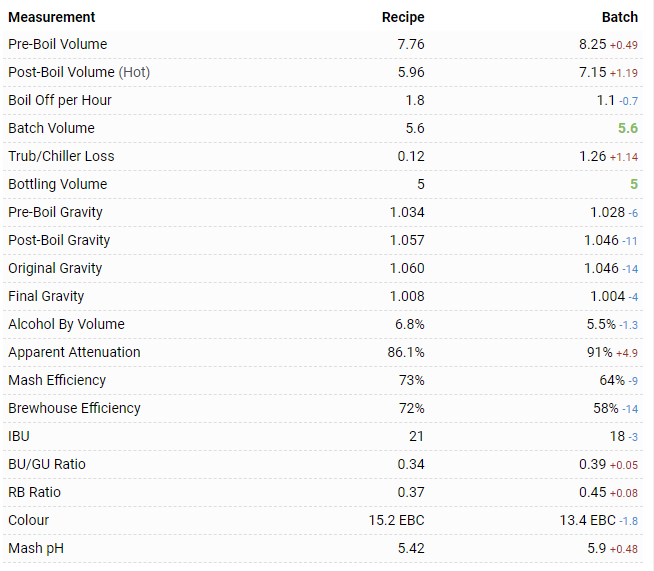 Measurement Recipe Batch
Pre-Boil Volume 7.76 8.25 +0.49
Post-Boil Volume (Hot) 5.96 7.15 +1.19
Boil Off per Hour 1.8 1.1 -0.7
Batch Volume 5.6 5.6
Trub/Chiller Loss 0.12 1.26 +1.14
Bottling Volume 5 5
Pre-Boil Gravity 1.034 1.028 -6
Post-Boil Gravity 1.057 1.046 -11
Original Gravity 1.060 1.046 -14
Final Gravity 1.008 1.004 -4
Alcohol By Volume 6.8% 5.5% -1.3
Apparent Attenuation 86.1% 91% +4.9
Mash Efficiency 73% 64% -9
Brewhouse Efficiency 72% 58% -14
IBU 21 18 -3
BU/GU Ratio 0.34 0.39 +0.05
RB Ratio 0.37 0.45 +0.08
Colour 15.2 EBC 13.4 EBC -1.8
Mash pH 5.42 5.9 +0.48